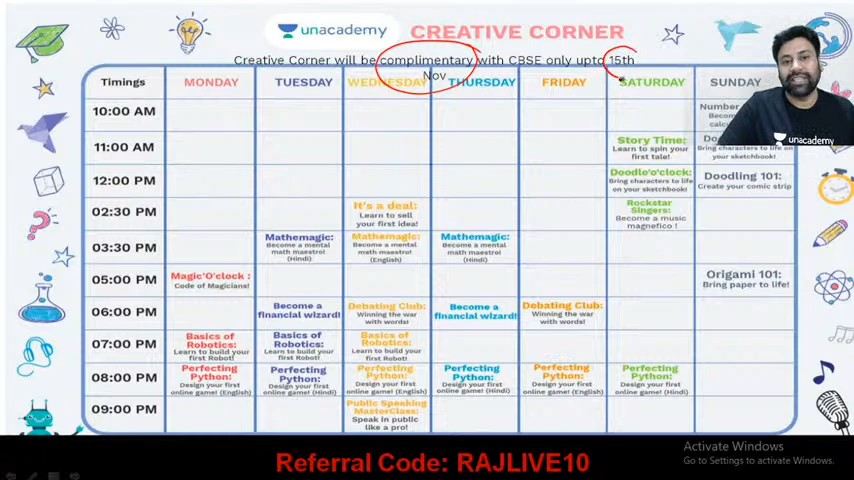 unacademy
CREATIVE CORNER
Creative Corner will be complimentary with CBSE only upto 15th
Nov
Timings MONDAY TUESDAY WEDNESDAY THURSDAY FRIDAY SATURDAY SUNDAY
10:00 AM
Number
Beco
calc
11:00 AM
Story Time:
Learn to spin your
first tale!
Bring characters to life on
your sketchbook!
unacademy
12:00 PM
Doodle'o'clock:
Bring characters to life
on your sketchbook!
Doodling 101:
Create your comic strip
02:30 PM
It's a deal:
Learn to sell
your first idea!
Rockstar
Singers:
Become a music
magnefico !
03:30 PM
Mathemagic:
Become a mental
math maestro!
(Hindi)
Mathemagic:
Become a mental
math maestro!
(English)
Mathemagic:
Become a mental
math maestro!
(Hindi)
05:00 PM
Magic'O'clock :
Code of Magicians!
Origami 101:
Bring paper to life!
06:00 PM
Become a
financial wizard!
Debating Club:
Winning the war
with words!
Become a
financial wizard!
Debating Club:
Winning the war
with words!
07:00 PM
Basics of
Robotics:
Learn to build your
first Robot!
Basics of
Robotics:
Learn to build your
first Robot!
Basics of
Robotics:
Learn to build your
first Robot!
08:00 PM
Perfecting
Python:
Design your first
online game! (English)
Perfecting
Python:
Design your first
online game! (Hindi)
Perfecting
Python:
Design your first
online game! (English)
Perfecting
Python:
Design your first
online game! (Hindi)
Perfecting
Python:
Design your first
online game! (English)
Perfecting
Python:
Design your first
online game! (Hindi)
09:00 PM
Public Speaking
MasterClass:
Speak in public
like a pro!
Activate Windows
Go to Settings to activate Windows.
Referral Code: RAJLIVE10